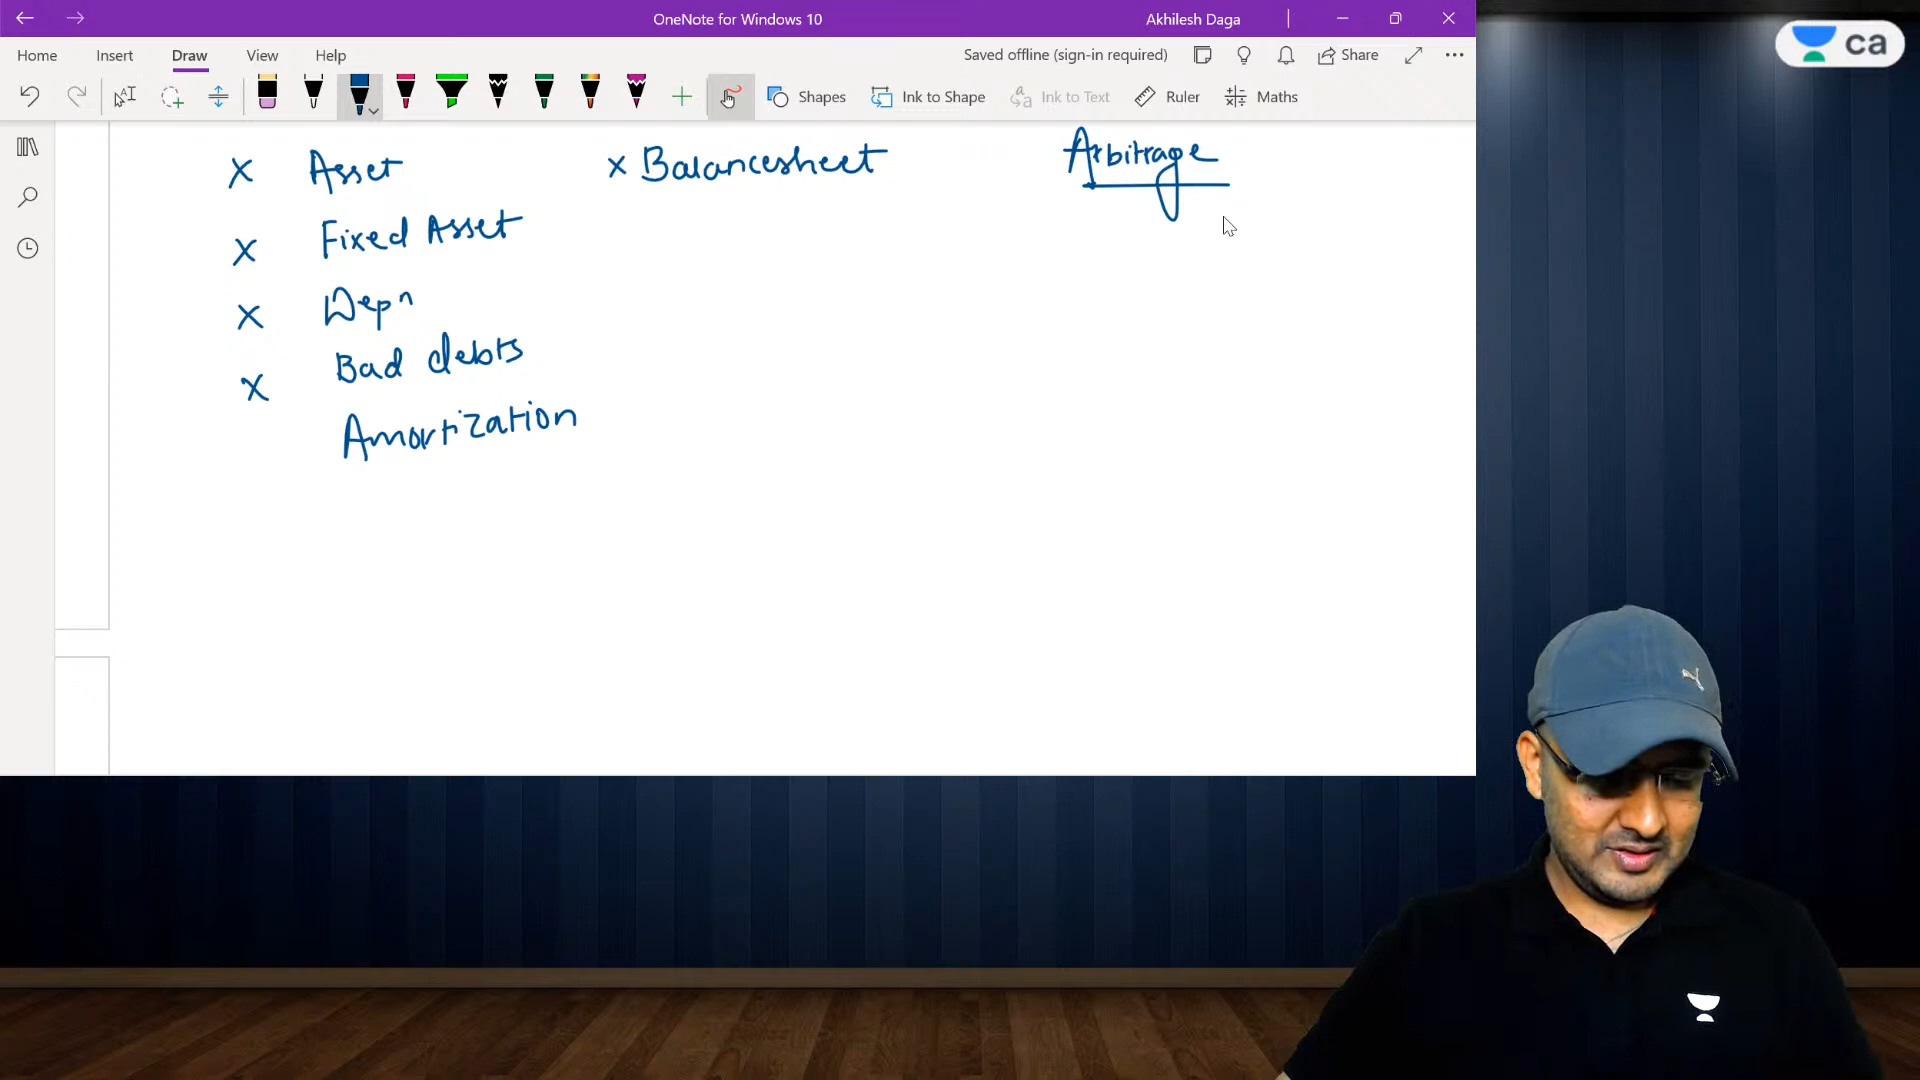 OneNote for Windows 10
Akhilesh Daga
Home Insert Draw View Help
Saved offline (sign-in required)
Share
Shapes
Ink to Shape
Ink to Text
Ruler
Maths
ca
x Asset
x Balancesheet
Arbitrage
x Fixed Asset
x Depn
x Bad debts
Amortization